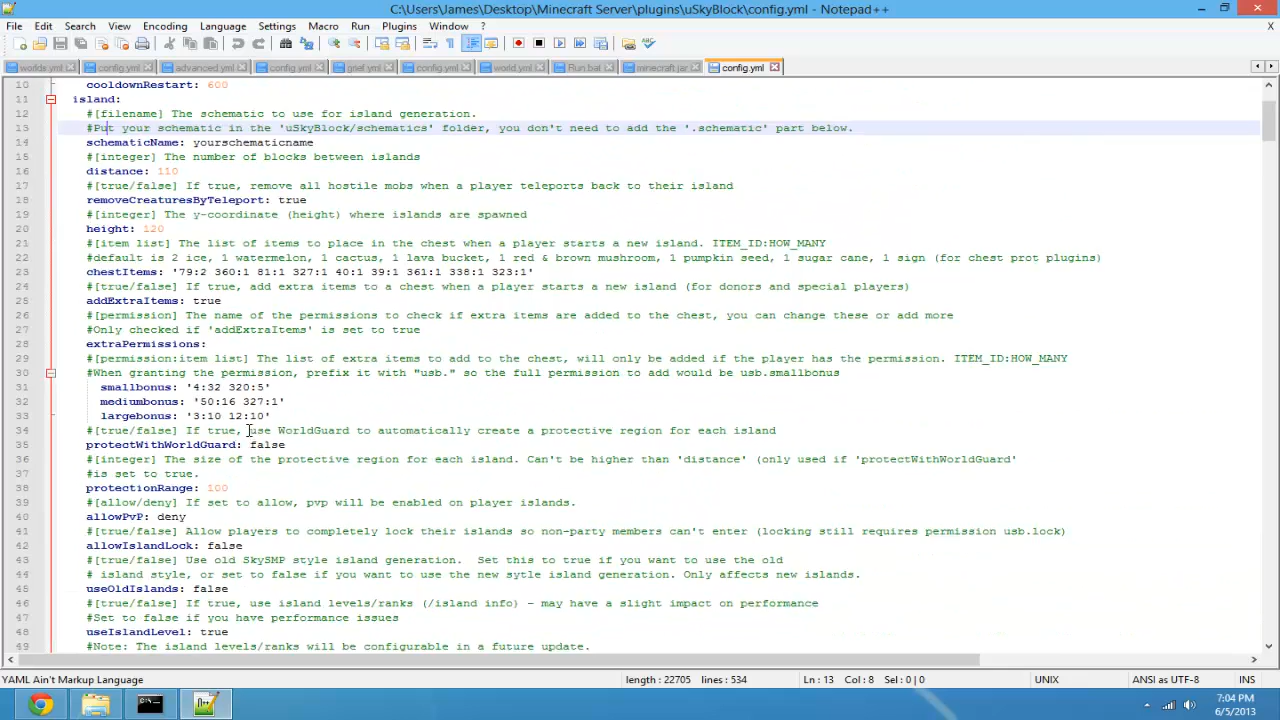 C:\Users\James\Desktop\Minecraft Server\plugins\uSkyBlock\config.yml - Notepad++
File Edit Search View Encoding Language Settings Macro Run Plugins Window ? X
worlds.yml config.yml advanced.yml config.yml grief.yml config.yml world.yml Run.bat minecraft.jar config.yml
10 cooldownRestart: 600
11 island:
12 #[filename] The schematic to use for island generation.
13 #Put your schematic in the 'uSkyBlock/schematics' folder, you don't need to add the '.schematic' part below.
14 schematicName: yourschematicname
15 #[integer] The number of blocks between islands
16 distance: 110
17 #[true/false] If true, remove all hostile mobs when a player teleports back to their island
18 removeCreaturesByTeleport: true
19 #[integer] The y-coordinate (height) where islands are spawned
20 height: 120
21 #[item list] The list of items to place in the chest when a player starts a new island. ITEM_ID:HOW_MANY
22 #default is 2 ice, 1 watermelon, 1 cactus, 1 lava bucket, 1 red & brown mushroom, 1 pumpkin seed, 1 sugar cane, 1 sign (for chest prot plugins)
23 chestItems: '79:2 360:1 81:1 327:1 40:1 39:1 361:1 338:1 323:1'
24 #[true/false] If true, add extra items to a chest when a player starts a new island (for donors and special players)
25 addExtraItems: true
26 #[permission] The name of the permissions to check if extra items are added to the chest, you can change these or add more
27 #Only checked if 'addExtraItems' is set to true
28 extraPermissions:
29 #[permission:item list] The list of extra items to add to the chest, will only be added if the player has the permission. ITEM_ID:HOW_MANY
30 #When granting the permission, prefix it with "usb." so the full permission to add would be usb.smallbonus
31 smallbonus: '4:32 320:5'
32 mediumbonus: '50:16 327:1'
33 largebonus: '3:10 12:10'
34 #[true/false] If true, use WorldGuard to automatically create a protective region for each island
35 protectWithWorldGuard: false
36 #[integer] The size of the protective region for each island. Can't be higher than 'distance' (only used if 'protectWithWorldGuard'
37 #is set to true.
38 protectionRange: 100
39 #[allow/deny] If set to allow, pvp will be enabled on player islands.
40 allowPvP: deny
41 #[true/false] Allow players to completely lock their islands so non-party members can't enter (locking still requires permission usb.lock)
42 allowIslandLock: false
43 #[true/false] Use old SkySMP style island generation.  Set this to true if you want to use the old
44 # island style, or set to false if you want to use the new sytle island generation. Only affects new islands.
45 useOldIslands: false
46 #[true/false] If true, use island levels/ranks (/island info) - may have a slight impact on performance
47 #Set to false if you have performance issues
48 useIslandLevel: true
49 #Note: The island levels/ranks will be configurable in a future update.
YAML Ain't Markup Language length : 22705 lines : 534 Ln : 13 Col : 8 Sel : 0 | 0 UNIX ANSI as UTF-8 INS
7:04 PM
6/5/2013